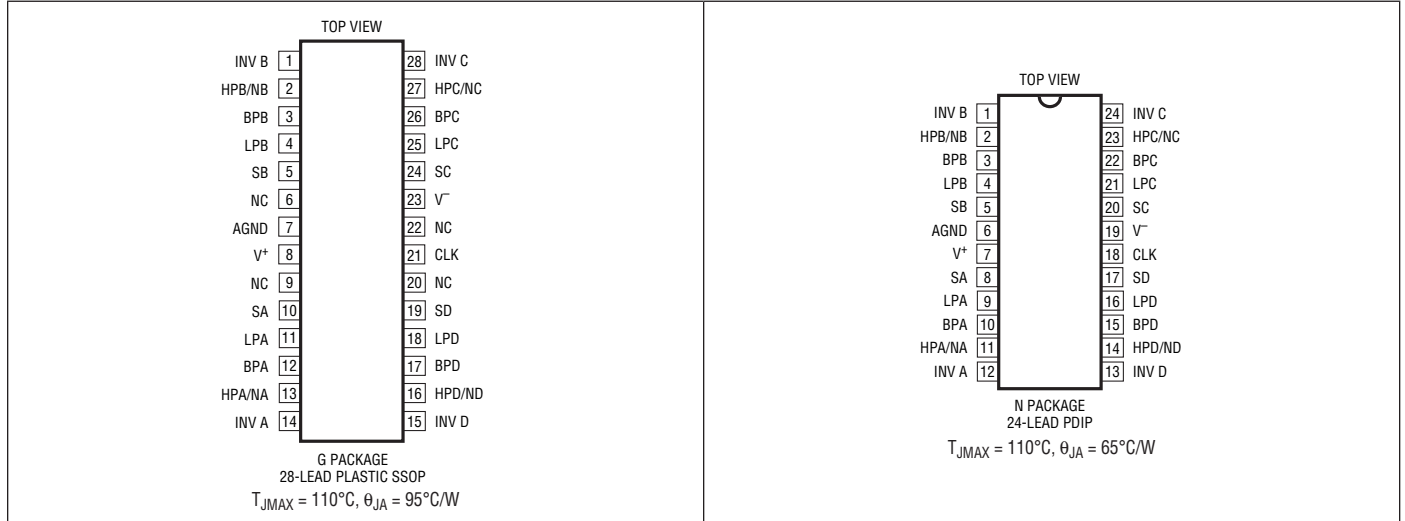 TOP VIEW
INV B 1 28 INV C
HPB/NB 2 27 HPC/NC
BPB 3 26 BPC
LPB 4 25 LPC
SB 5 24 SC
NC 6 23 V–
AGND 7 22 NC
V+ 8 21 CLK
NC 9 20 NC
SA 10 19 SD
LPA 11 18 LPD
BPA 12 17 BPD
HPA/NA 13 16 HPD/ND
INV A 14 15 INV D
G PACKAGE
28-LEAD PLASTIC SSOP
TJMAX = 110°C, θJA = 95°C/W
TOP VIEW
INV B 1 24 INV C
HPB/NB 2 23 HPC/NC
BPB 3 22 BPC
LPB 4 21 LPC
SB 5 20 SC
AGND 6 19 V–
V+ 7 18 CLK
SA 8 17 SD
LPA 9 16 LPD
BPA 10 15 BPD
HPA/NA 11 14 HPD/ND
INV A 12 13 INV D
N PACKAGE
24-LEAD PDIP
TJMAX = 110°C, θJA = 65°C/W